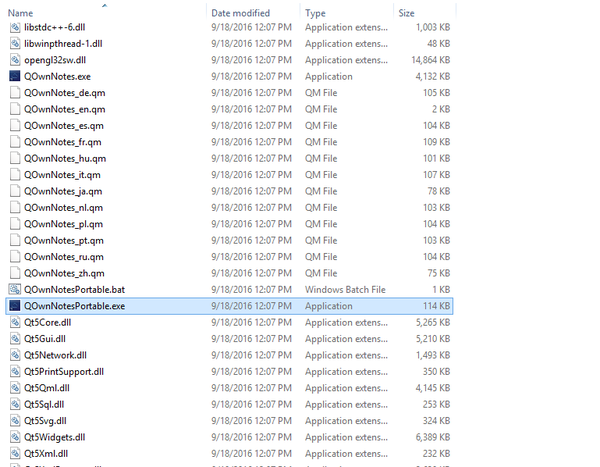 Name Date modified Type Size
libstdc++-6.dll 9/18/2016 12:07 PM Application extens... 1,003 KB
libwinpthread-1.dll 9/18/2016 12:07 PM Application extens... 48 KB
opengl32sw.dll 9/18/2016 12:07 PM Application extens... 14,864 KB
QOwnNotes.exe 9/18/2016 12:07 PM Application 4,132 KB
QOwnNotes_de.qm 9/18/2016 12:07 PM QM File 105 KB
QOwnNotes_en.qm 9/18/2016 12:07 PM QM File 2 KB
QOwnNotes_es.qm 9/18/2016 12:07 PM QM File 104 KB
QOwnNotes_fr.qm 9/18/2016 12:07 PM QM File 109 KB
QOwnNotes_hu.qm 9/18/2016 12:07 PM QM File 101 KB
QOwnNotes_it.qm 9/18/2016 12:07 PM QM File 107 KB
QOwnNotes_ja.qm 9/18/2016 12:07 PM QM File 78 KB
QOwnNotes_nl.qm 9/18/2016 12:07 PM QM File 103 KB
QOwnNotes_pl.qm 9/18/2016 12:07 PM QM File 104 KB
QOwnNotes_pt.qm 9/18/2016 12:07 PM QM File 103 KB
QOwnNotes_ru.qm 9/18/2016 12:07 PM QM File 104 KB
QOwnNotes_zh.qm 9/18/2016 12:07 PM QM File 75 KB
QOwnNotesPortable.bat 9/18/2016 12:07 PM Windows Batch File 1 KB
QOwnNotesPortable.exe 9/18/2016 12:07 PM Application 114 KB
Qt5Core.dll 9/18/2016 12:07 PM Application extens... 5,265 KB
Qt5Gui.dll 9/18/2016 12:07 PM Application extens... 5,210 KB
Qt5Network.dll 9/18/2016 12:07 PM Application extens... 1,493 KB
Qt5PrintSupport.dll 9/18/2016 12:07 PM Application extens... 350 KB
Qt5Qml.dll 9/18/2016 12:07 PM Application extens... 4,145 KB
Qt5Sql.dll 9/18/2016 12:07 PM Application extens... 253 KB
Qt5Svg.dll 9/18/2016 12:07 PM Application extens... 324 KB
Qt5Widgets.dll 9/18/2016 12:07 PM Application extens... 6,389 KB
Qt5Xml.dll 9/18/2016 12:07 PM Application extens... 232 KB